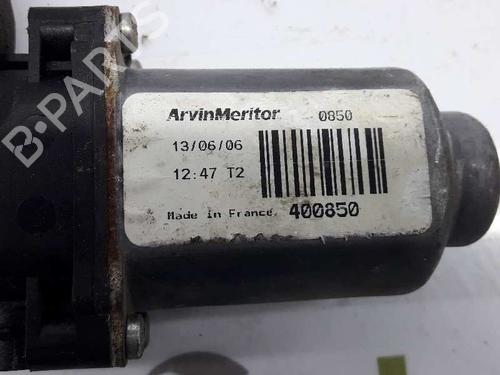 ArvinMeritor 0850
13/06/06
12:47 T2
Made in France 400850
B-PARTS